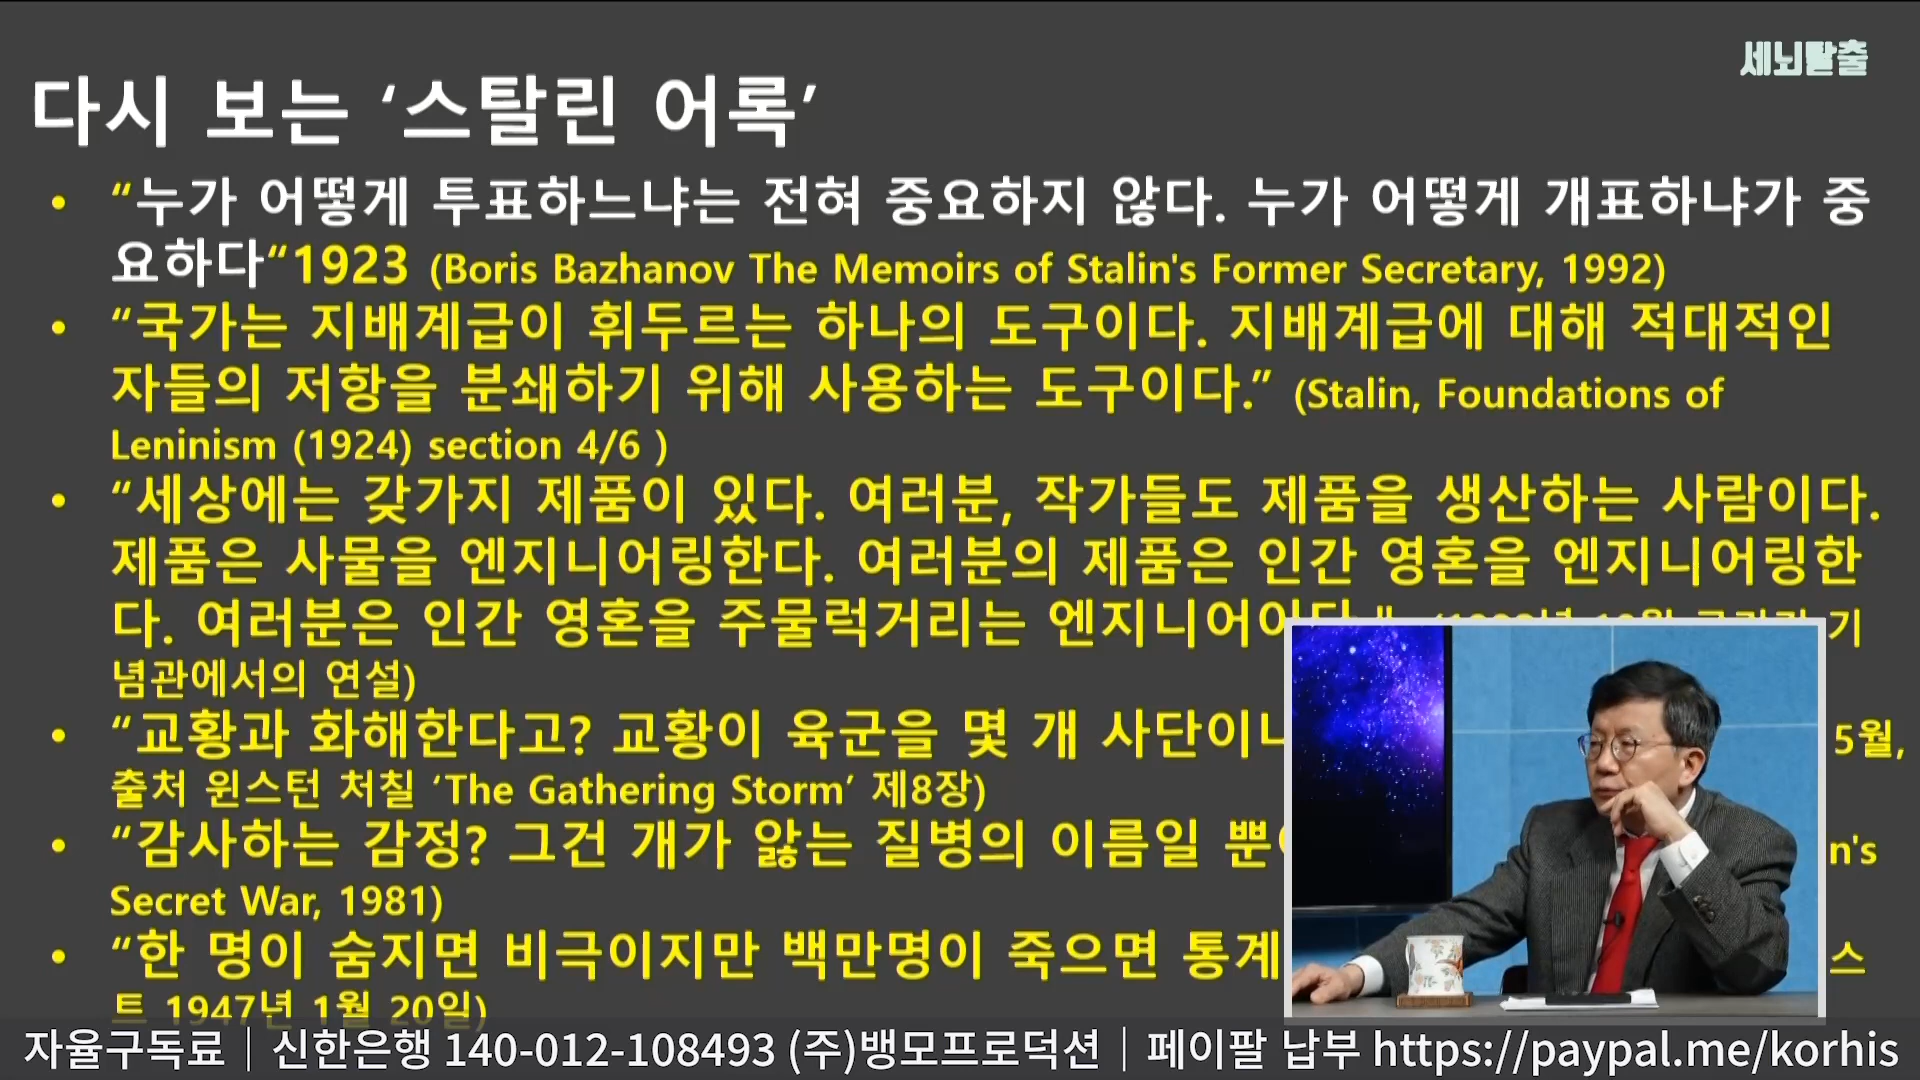 세뇌탈출
다시 보는 ‘스탈린 어록’
• “누가 어떻게 투표하느냐는 전혀 중요하지 않다. 누가 어떻게 개표하냐가 중
요하다“1923 (Boris Bazhanov The Memoirs of Stalin's Former Secretary, 1992)
• “국가는 지배계급이 휘두르는 하나의 도구이다. 지배계급에 대해 적대적인
자들의 저항을 분쇄하기 위해 사용하는 도구이다.” (Stalin, Foundations of
Leninism (1924) section 4/6 )
• “세상에는 갖가지 제품이 있다. 여러분, 작가들도 제품을 생산하는 사람이다.
제품은 사물을 엔지니어링한다. 여러분의 제품은 인간 영혼을 엔지니어링한
다. 여러분은 인간 영혼을 주물럭거리는 엔지니어이다 기
념관에서의 연설)
• “교황과 화해한다고? 교황이 육군을 몇 개 사단이나 5월,
출처 윈스턴 처칠 ‘The Gathering Storm’ 제8장)
• “감사하는 감정? 그건 개가 앓는 질병의 이름일 뿐 n's
Secret War, 1981)
• “한 명이 숨지면 비극이지만 백만명이 죽으면 통계 스
트 1947년 1월 20일)
자율구독료│신한은행 140-012-108493 (주)뱅모프로덕션│페이팔 납부 https://paypal.me/korhis